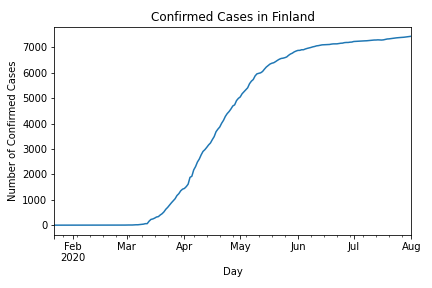 Confirmed Cases in Finland
Number of Confirmed Cases
7000
6000
5000
4000
3000
2000
1000
0
Feb Mar Apr May Jun Jul Aug
2020
Day